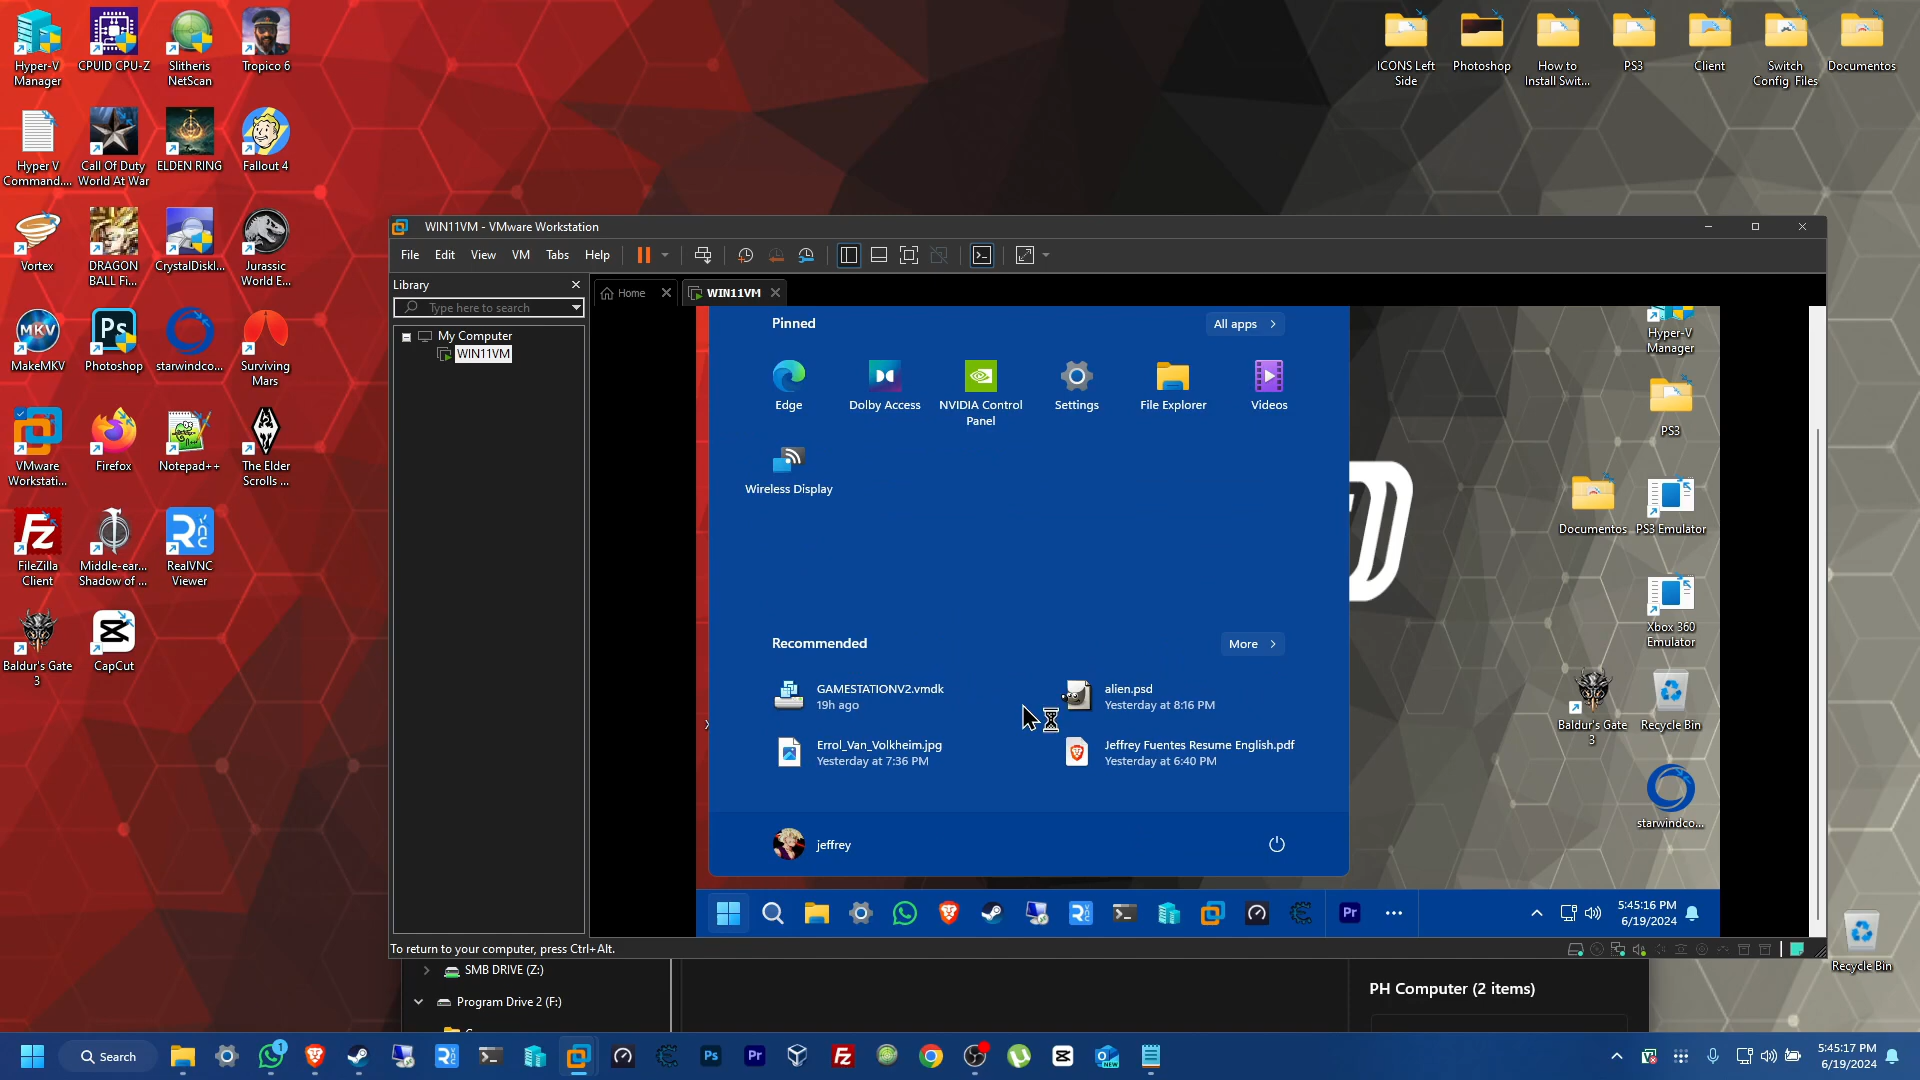 Hyper-V
Manager
CPUID CPU-Z
Slitheris
NetScan
Tropico 6
ICONS Left
Side
Photoshop
How to
Install Swit...
PS3
Client
Switch
Config Files
Documentos
Hyper V
Command....
Call Of Duty
World At War
ELDEN RING
Fallout 4
Vortex
DRAGON
BALL Fi...
CrystalDiskI...
Jurassic
World E...
MKV
MakeMKV
Ps
Photoshop
starwindco...
Surviving
Mars
VMware
Workstati...
Firefox
Notepad++
The Elder
Scrolls ...
Fz
FileZilla
Client
Middle-ear...
Shadow of ...
RealVNC
Viewer
Baldur's Gate
3
CapCut
WIN11VM - VMware Workstation
File Edit View VM Tabs Help
Library
Type here to search
My Computer
WIN11VM
Home
WIN11VM
Pinned
All apps
Edge
Dolby Access
NVIDIA Control
Panel
Settings
File Explorer
Videos
Wireless Display
Recommended
More
GAMESTATIONV2.vmdk
19h ago
alien.psd
Yesterday at 8:16 PM
Errol_Van_Volkheim.jpg
Yesterday at 7:36 PM
Jeffrey Fuentes Resume English.pdf
Yesterday at 6:40 PM
jeffrey
Hyper-V
Manager
PS3
Documentos
PS3 Emulator
Xbox 360
Emulator
Baldur's Gate
3
Recycle Bin
starwindco...
Pr
5:45:16 PM
6/19/2024
To return to your computer, press Ctrl+Alt.
Recycle Bin
SMB DRIVE (Z:)
Program Drive 2 (F:)
PH Computer (2 items)
Search
1
Ps
Pr
Fz
NEW
5:45:17 PM
6/19/2024